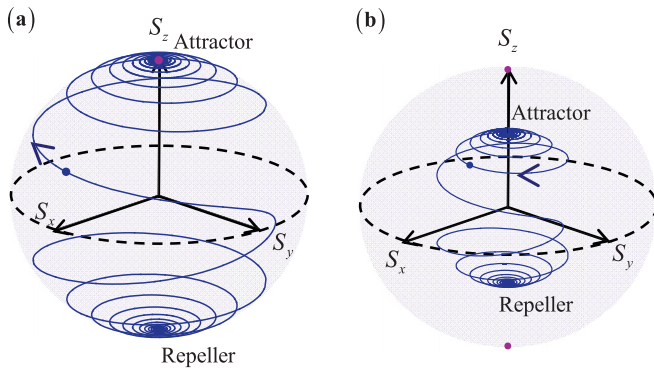 (a)
S_z
Attractor
S_x
S_y
Repeller
(b)
S_z
Attractor
S_x
S_y
Repeller